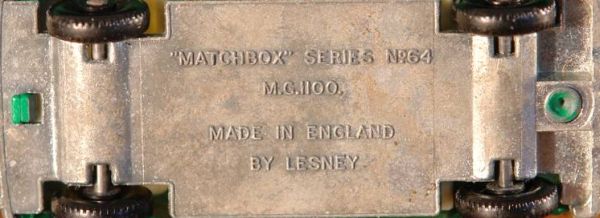 "MATCHBOX" SERIES Nº64
M.G.1100.
MADE IN ENGLAND
BY LESNEY